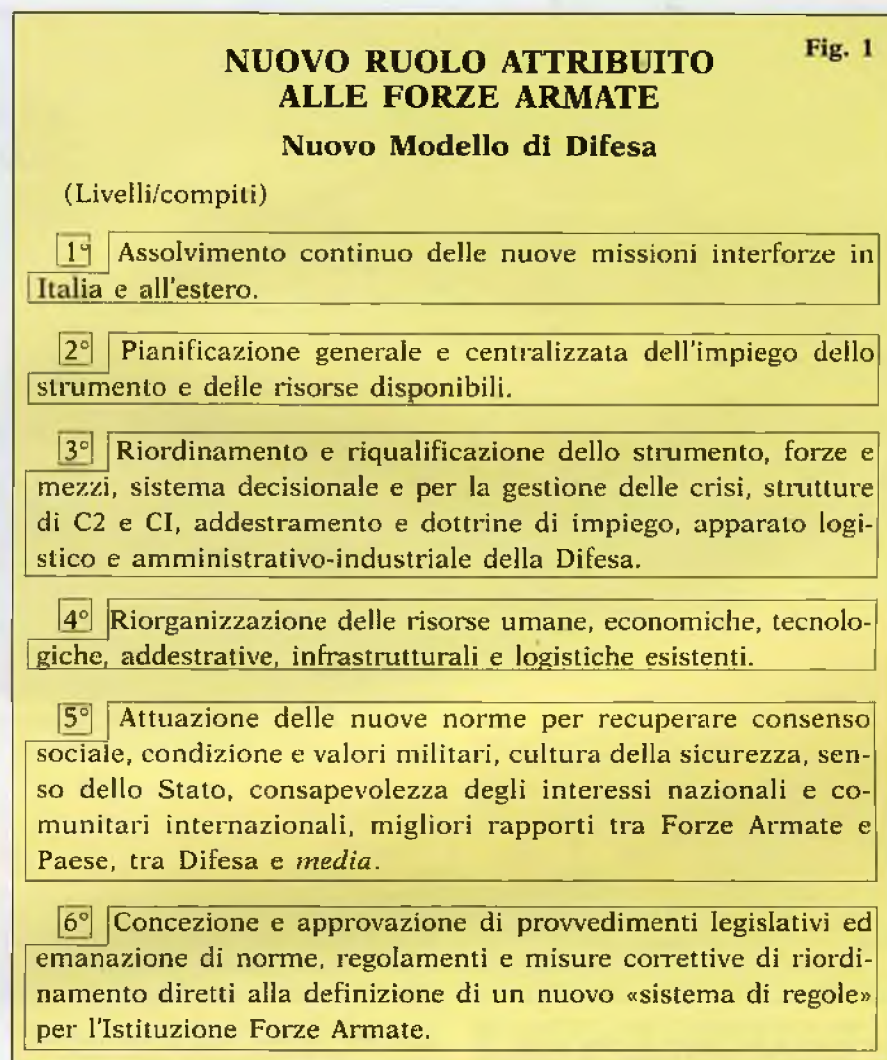 Fig. 1
NUOVO RUOLO ATTRIBUITO
ALLE FORZE ARMATE
Nuovo Modello di Difesa
(Livelli/compiti)
1° Assolvimento continuo delle nuove missioni interforze in
Italia e all'estero.
2° Pianificazione generale e centralizzata dell'impiego dello
strumento e delle risorse disponibili.
3° Riordinamento e riqualificazione dello strumento, forze e
mezzi, sistema decisionale e per la gestione delle crisi, strutture
di C2 e CI, addestramento e dottrine di impiego, apparato logi-
stico e amministrativo-industriale della Difesa.
4° Riorganizzazione delle risorse umane, economiche, tecnolo-
giche, addestrative, infrastrutturali e logistiche esistenti.
5° Attuazione delle nuove norme per recuperare consenso
sociale, condizione e valori militari, cultura della sicurezza, sen-
so dello Stato, consapevolezza degli interessi nazionali e co-
munitari internazionali, migliori rapporti tra Forze Armate e
Paese, tra Difesa e media.
6° Concezione e approvazione di provvedimenti legislativi ed
emanazione di norme, regolamenti e misure correttive di riordi-
namento diretti alla definizione di un nuovo «sistema di regole»
per l'Istituzione Forze Armate.